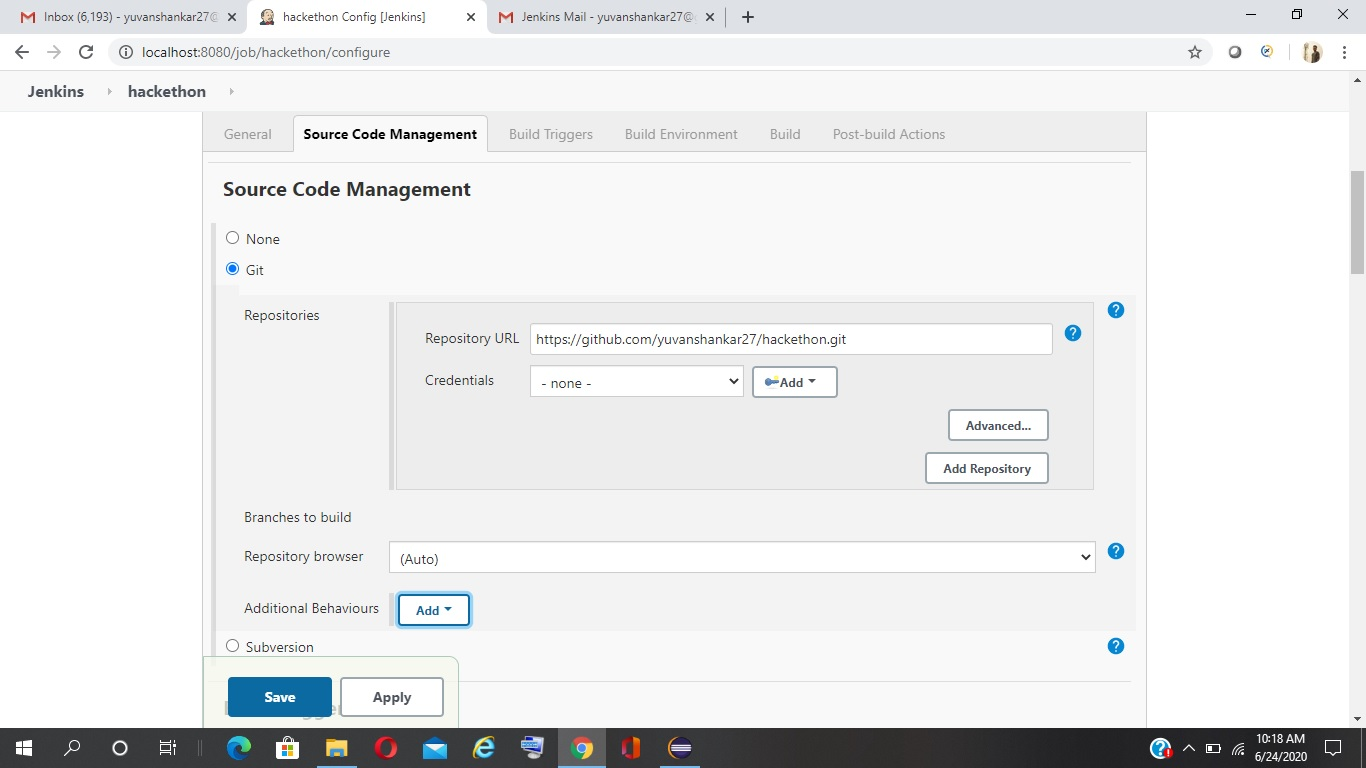 Inbox (6,193) - yuvanshankar27@
hackethon Config [Jenkins]
Jenkins Mail - yuvanshankar27@
localhost:8080/job/hackethon/configure
Jenkins
hackethon
General
Source Code Management
Build Triggers
Build Environment
Build
Post-build Actions
Source Code Management
None
Git
Repositories
Repository URL
https://github.com/yuvanshankar27/hackethon.git
Credentials
- none -
Add
Advanced...
Add Repository
Branches to build
Repository browser
(Auto)
Additional Behaviours
Add
Subversion
Save
Apply
10:18 AM
6/24/2020